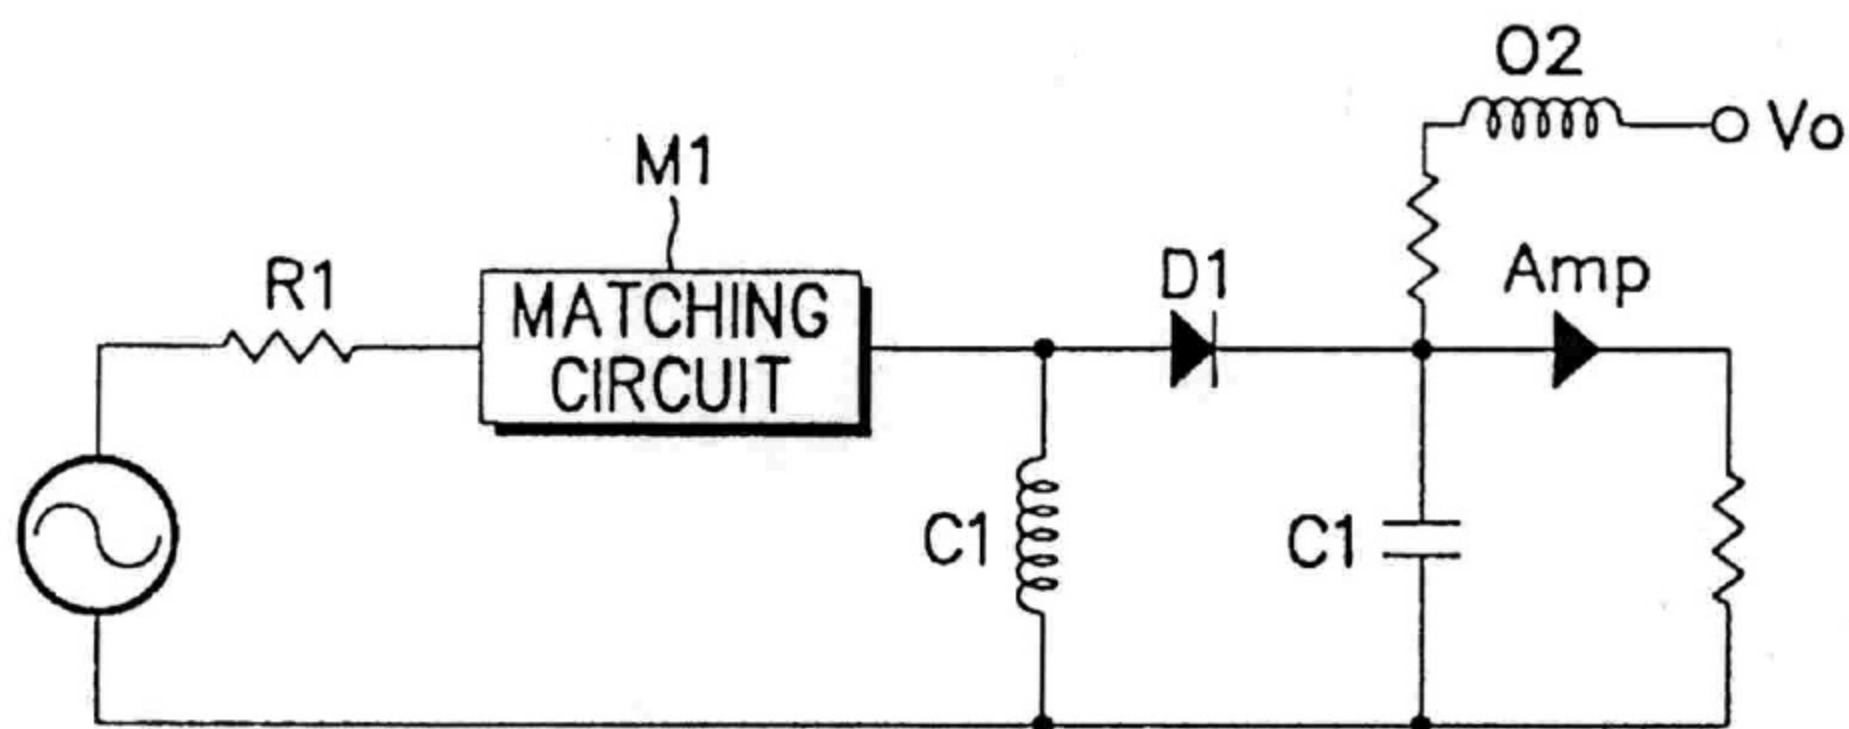 O2
Vo
M1
R1
MATCHING
CIRCUIT
D1
Amp
C1
C1